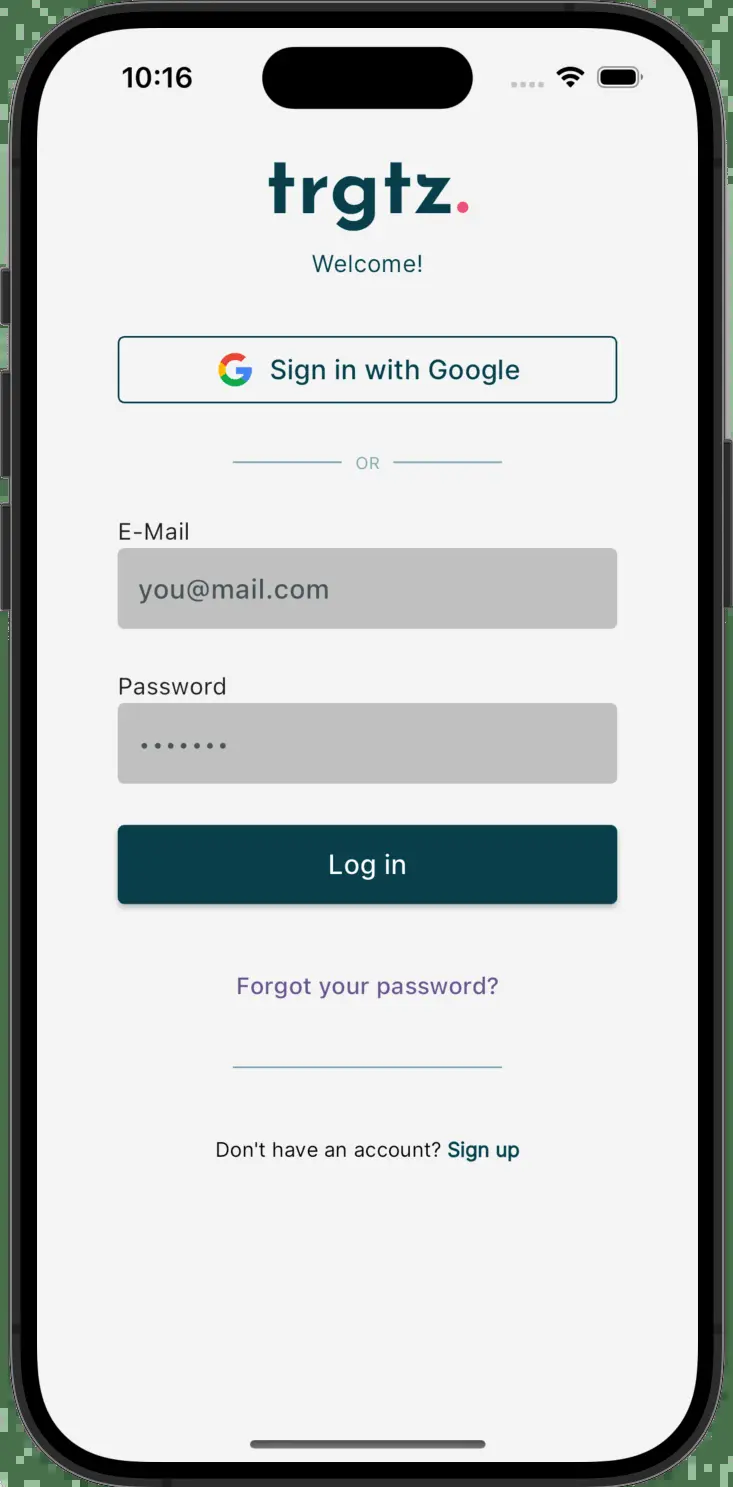 10:16
trgtz.
Welcome!
Sign in with Google
OR
E-Mail
you@mail.com
Password
•••••••
Log in
Forgot your password?
Don't have an account? Sign up